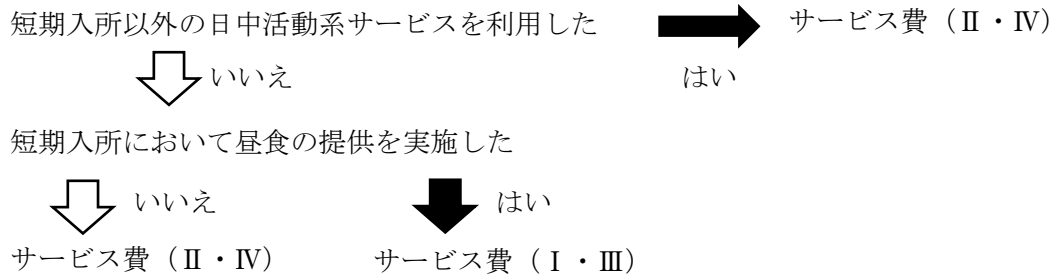 短期入所以外の日中活動系サービスを利用した サービス費（Ⅱ・Ⅳ）
いいえ はい
短期入所において昼食の提供を実施した
いいえ はい
サービス費（Ⅱ・Ⅳ） サービス費（Ⅰ・Ⅲ）